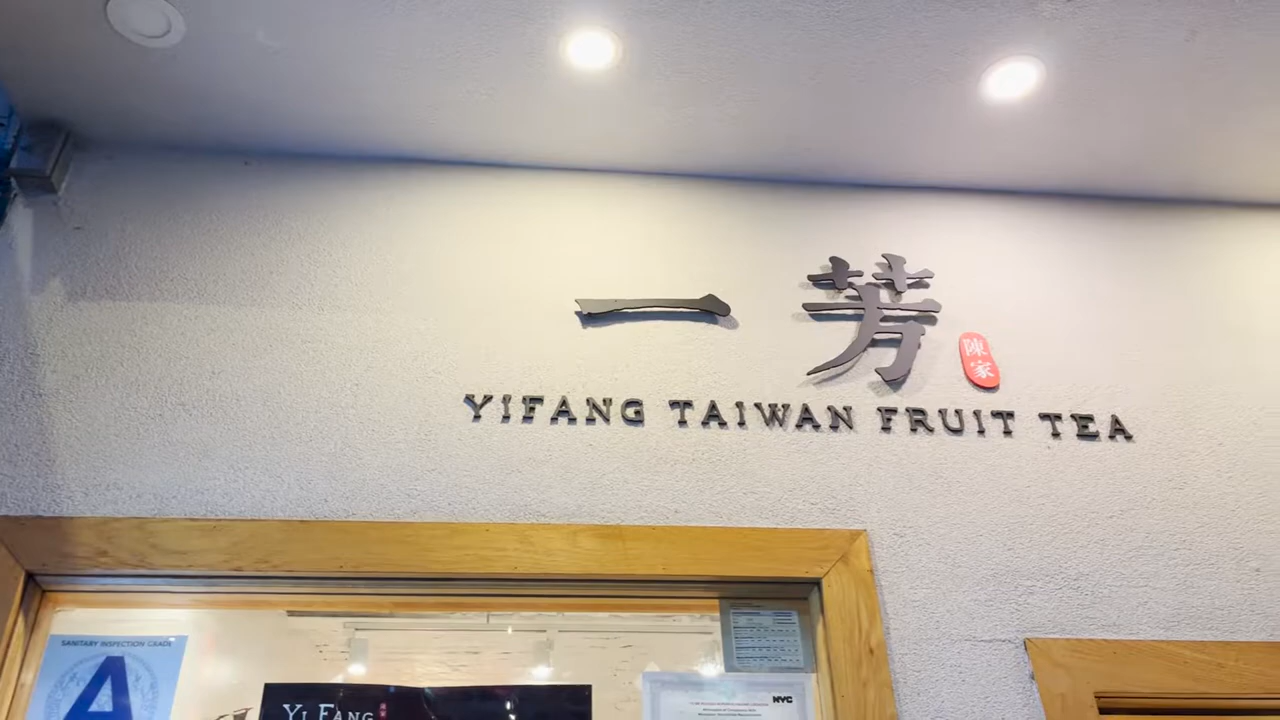 一芳
陳家
YIFANG TAIWAN FRUIT TEA
SANITARY INSPECTION GRADE
A
YI FANG
NYC